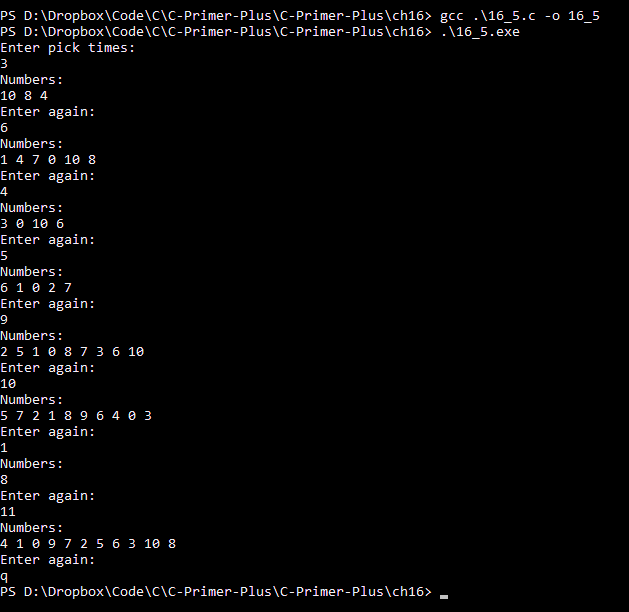 PS D:\Dropbox\Code\C\C-Primer-Plus\C-Primer-Plus\ch16> gcc .\16_5.c -o 16_5
PS D:\Dropbox\Code\C\C-Primer-Plus\C-Primer-Plus\ch16> .\16_5.exe
Enter pick times:
3
Numbers:
10 8 4
Enter again:
6
Numbers:
1 4 7 0 10 8
Enter again:
4
Numbers:
3 0 10 6
Enter again:
5
Numbers:
6 1 0 2 7
Enter again:
9
Numbers:
2 5 1 0 8 7 3 6 10
Enter again:
10
Numbers:
5 7 2 1 8 9 6 4 0 3
Enter again:
1
Numbers:
8
Enter again:
11
Numbers:
4 1 0 9 7 2 5 6 3 10 8
Enter again:
q
PS D:\Dropbox\Code\C\C-Primer-Plus\C-Primer-Plus\ch16>